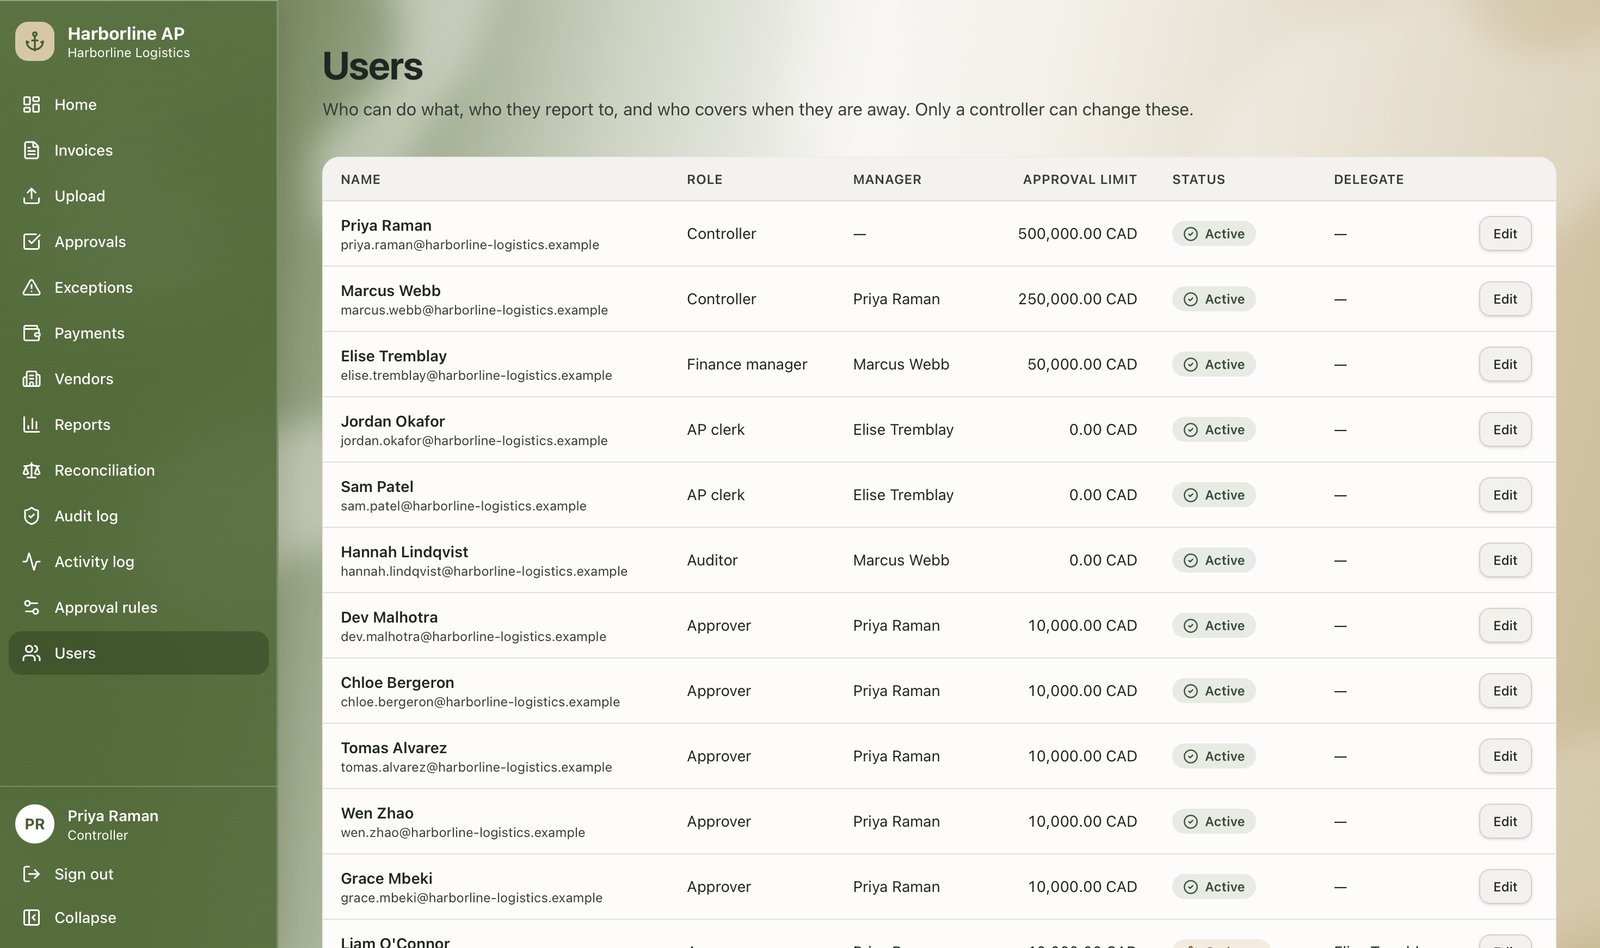 Harborline AP
Harborline Logistics
Home
Invoices
Upload
Approvals
Exceptions
Payments
Vendors
Reports
Reconciliation
Audit log
Activity log
Approval rules
Users
PR
Priya Raman
Controller
Sign out
Collapse
Users
Who can do what, who they report to, and who covers when they are away. Only a controller can change these.
NAME ROLE MANAGER APPROVAL LIMIT STATUS DELEGATE
Priya Raman
priya.raman@harborline-logistics.example
Controller — 500,000.00 CAD Active — Edit
Marcus Webb
marcus.webb@harborline-logistics.example
Controller Priya Raman 250,000.00 CAD Active — Edit
Elise Tremblay
elise.tremblay@harborline-logistics.example
Finance manager Marcus Webb 50,000.00 CAD Active — Edit
Jordan Okafor
jordan.okafor@harborline-logistics.example
AP clerk Elise Tremblay 0.00 CAD Active — Edit
Sam Patel
sam.patel@harborline-logistics.example
AP clerk Elise Tremblay 0.00 CAD Active — Edit
Hannah Lindqvist
hannah.lindqvist@harborline-logistics.example
Auditor Marcus Webb 0.00 CAD Active — Edit
Dev Malhotra
dev.malhotra@harborline-logistics.example
Approver Priya Raman 10,000.00 CAD Active — Edit
Chloe Bergeron
chloe.bergeron@harborline-logistics.example
Approver Priya Raman 10,000.00 CAD Active — Edit
Tomas Alvarez
tomas.alvarez@harborline-logistics.example
Approver Priya Raman 10,000.00 CAD Active — Edit
Wen Zhao
wen.zhao@harborline-logistics.example
Approver Priya Raman 10,000.00 CAD Active — Edit
Grace Mbeki
grace.mbeki@harborline-logistics.example
Approver Priya Raman 10,000.00 CAD Active — Edit
Liam O'Connor